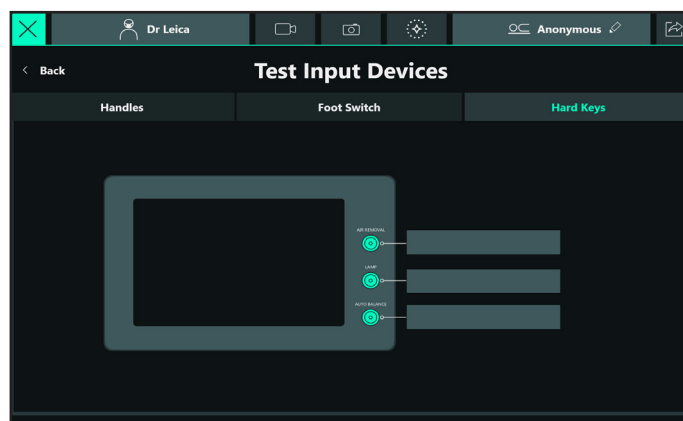 Dr Leica
Anonymous
Back
Test Input Devices
Handles
Foot Switch
Hard Keys
AIR REMOVAL
LAMP
AUTO BALANCE